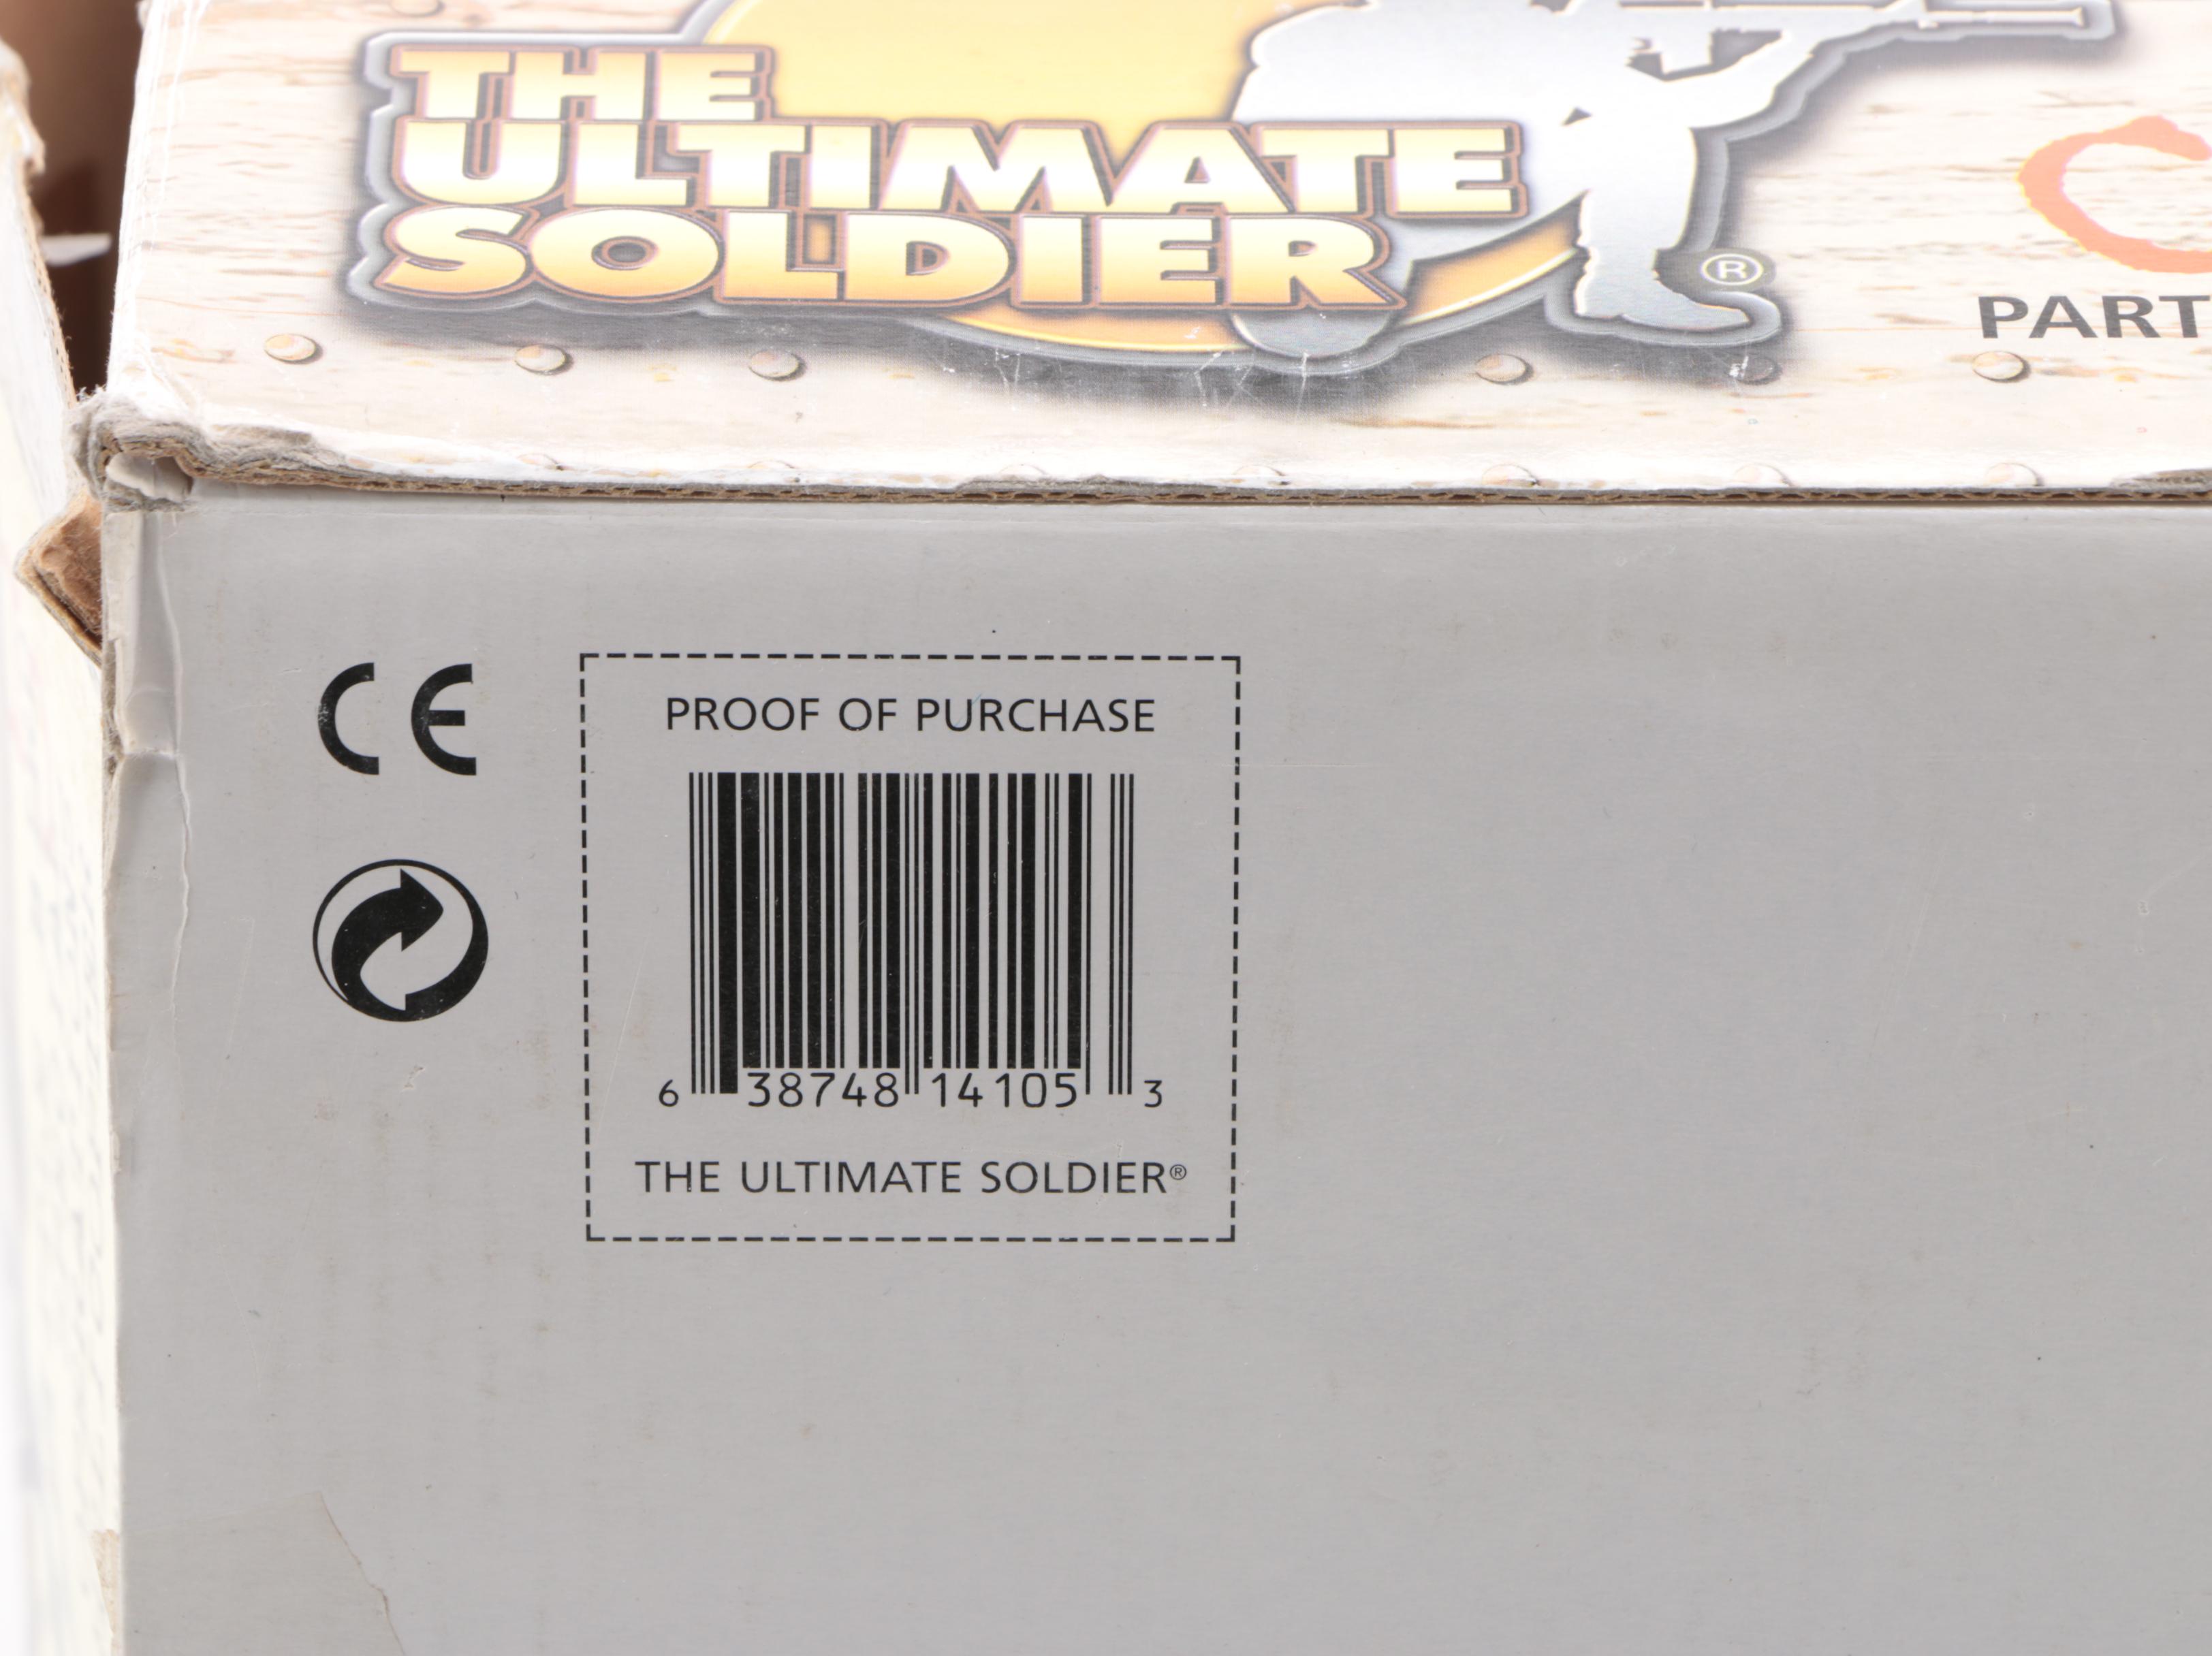 THE
ULTIMATE
SOLDIER®
PART
CE
PROOF OF PURCHASE
6 38748 14105 3
THE ULTIMATE SOLDIER®